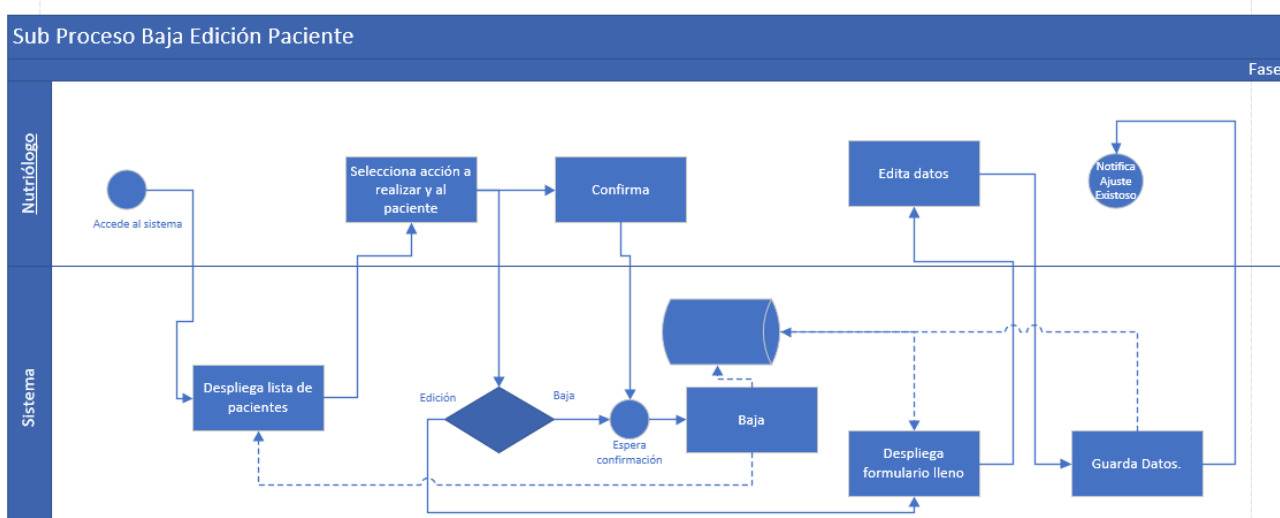 Sub Proceso Baja Edición Paciente
Fase
Nutriólogo
Accede al sistema
Selecciona acción a
realizar y al
paciente
Confirma
Edita datos
Notifica
Ajuste
Existoso
Sistema
Despliega lista de
pacientes
Edición
Baja
Espera
confirmación
Baja
Despliega
formulario lleno
Guarda Datos.